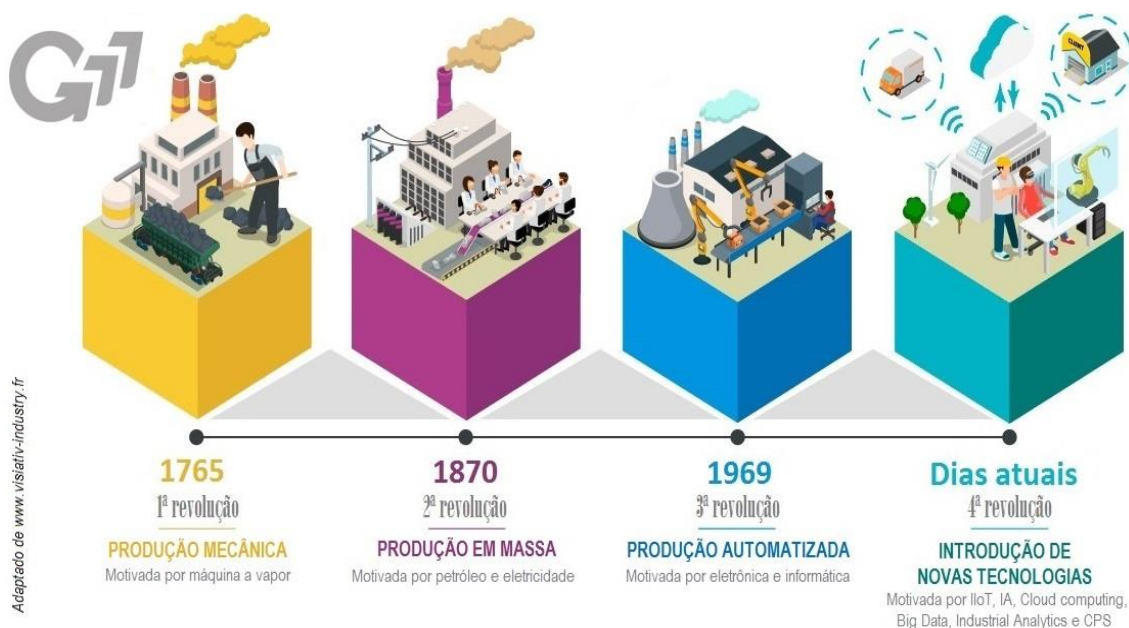 G
CLIENT
Adaptado de www.visiativ-industry.fr
1765
1ª revolução
PRODUÇÃO MECÂNICA
Motivada por máquina a vapor
1870
2ª revolução
PRODUÇÃO EM MASSA
Motivada por petróleo e eletricidade
1969
3ª revolução
PRODUÇÃO AUTOMATIZADA
Motivada por eletrônica e informática
Dias atuais
4ª revolução
INTRODUÇÃO DE
NOVAS TECNOLOGIAS
Motivada por IIoT, IA, Cloud computing,
Big Data, Industrial Analytics e CPS